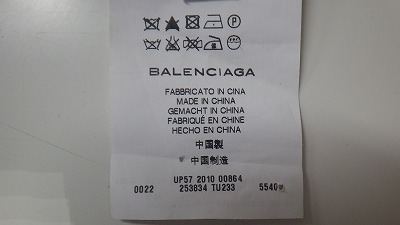 BALENCIAGA
FABBRICATO IN CINA
MADE IN CHINA
GEMACHT IN CHINA
FABRIQUÉ EN CHINE
HECHO EN CHINA
中国製
中国制造
UP57 2010 00864
0022 253834 TU233 5540